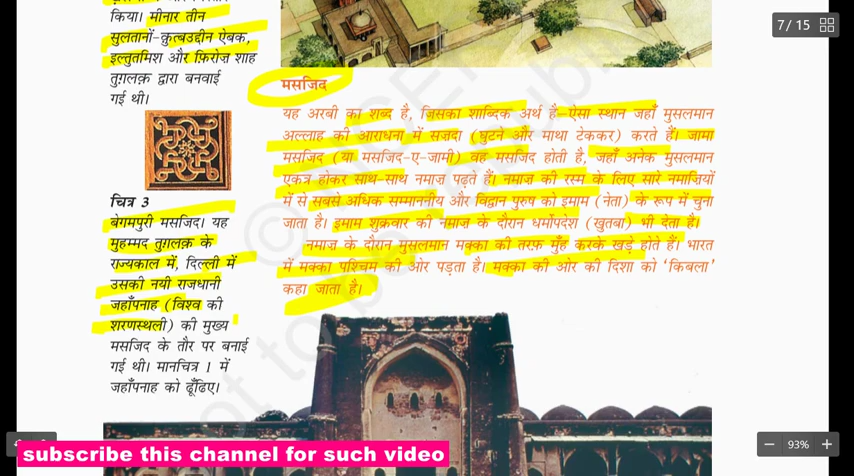 किया। मीनार तीन
सुलतानों-क़ुत्बउद्दीन ऐबक,
इल्तुतमिश और फ़िरोज़ शाह
तुग़लक़ द्वारा बनवाई
गई थी।
चित्र 3
बेगमपुरी मसजिद। यह
मुहम्मद तुग़लक़ के
राज्यकाल में, दिल्ली में
उसकी नयी राजधानी
जहाँपनाह (विश्व की
शरणस्थली) की मुख्य
मसजिद के तौर पर बनाई
गई थी। मानचित्र 1 में
जहाँपनाह को ढूँढिए।
मसजिद
यह अरबी का शब्द है, जिसका शाब्दिक अर्थ है–ऐसा स्थान जहाँ मुसलमान
अल्लाह की आराधना में सजदा (घुटने और माथा टेककर) करते हैं। जामा
मसजिद (या मसजिद-ए-जामी) वह मसजिद होती है, जहाँ अनेक मुसलमान
एकत्र होकर साथ-साथ नमाज़ पढ़ते हैं। नमाज़ की रस्म के लिए सारे नमाज़ियों
में से सबसे अधिक सम्माननीय और विद्वान पुरुष को इमाम (नेता) के रूप में चुना
जाता है। इमाम शुक्रवार की नमाज़ के दौरान धर्मोपदेश (खुतबा) भी देता है।
नमाज़ के दौरान मुसलमान मक्का की तरफ़ मुँह करके खड़े होते हैं। भारत
में मक्का पश्चिम की ओर पड़ता है। मक्का की ओर की दिशा को ‘किबला’
कहा जाता है।
7 / 15
93%
subscribe this channel for such video